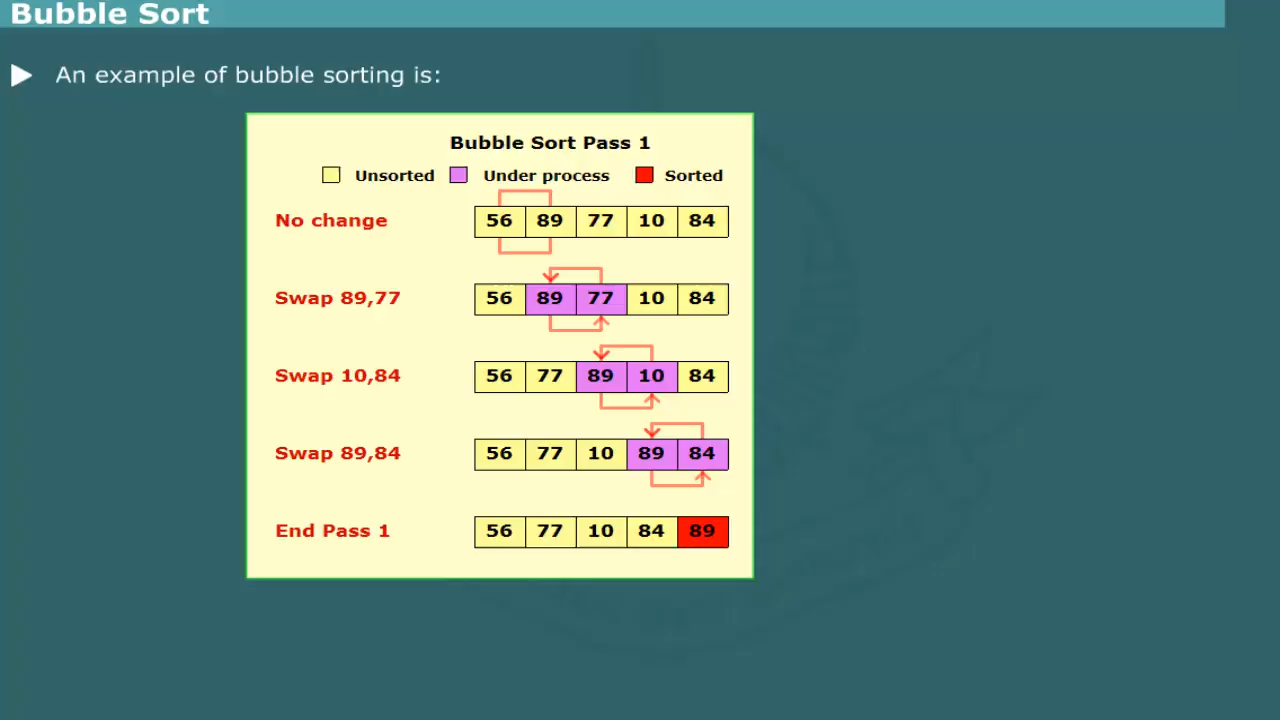 Bubble Sort
An example of bubble sorting is:
Bubble Sort Pass 1
Unsorted Under process Sorted
No change 56 89 77 10 84
Swap 89,77 56 89 77 10 84
Swap 10,84 56 77 89 10 84
Swap 89,84 56 77 10 89 84
End Pass 1 56 77 10 84 89